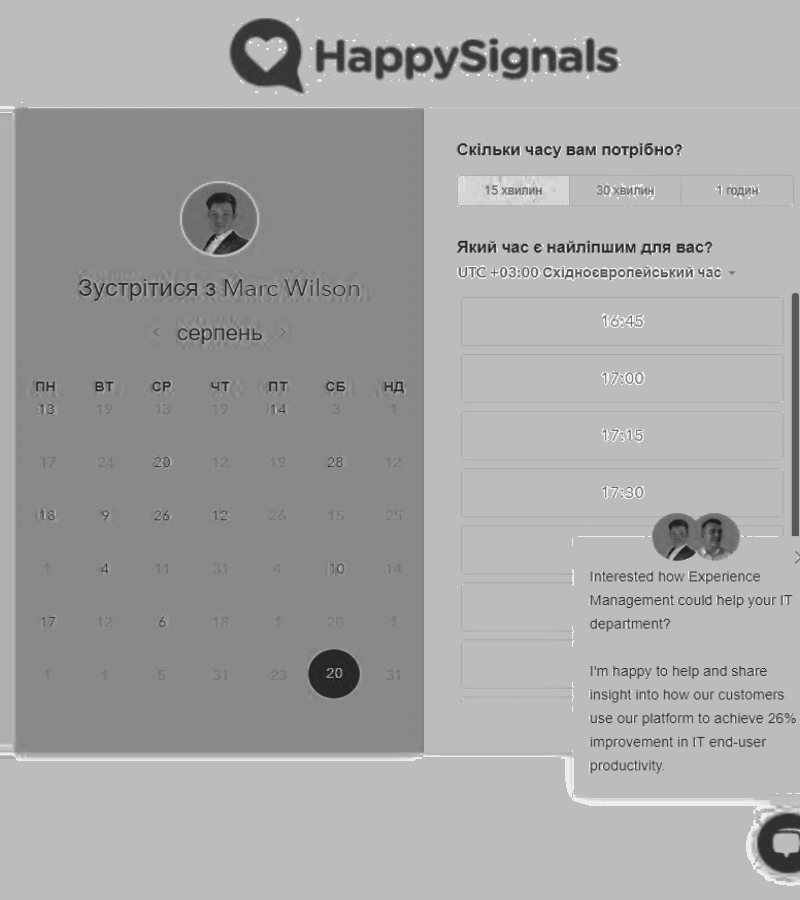 HappySignals
Зустрітися з Marc Wilson
серпень
ПН ВТ СР ЧТ ПТ СБ НД
13 19 13 19 14 3 1
17 24 20 12 19 28 12
18 9 26 12 26 15 25
1 4 11 31 4 10 14
17 12 6 18 1 28 1
1 1 5 31 23 20 31
Скільки часу вам потрібно?
15 хвилин 30 хвилин 1 годин
Який час є найліпшим для вас?
UTC +03:00 Східноєвропейський час
16:45
17:00
17:15
17:30
Interested how Experience
Management could help your IT
department?
I'm happy to help and share
insight into how our customers
use our platform to achieve 26%
improvement in IT end-user
productivity.